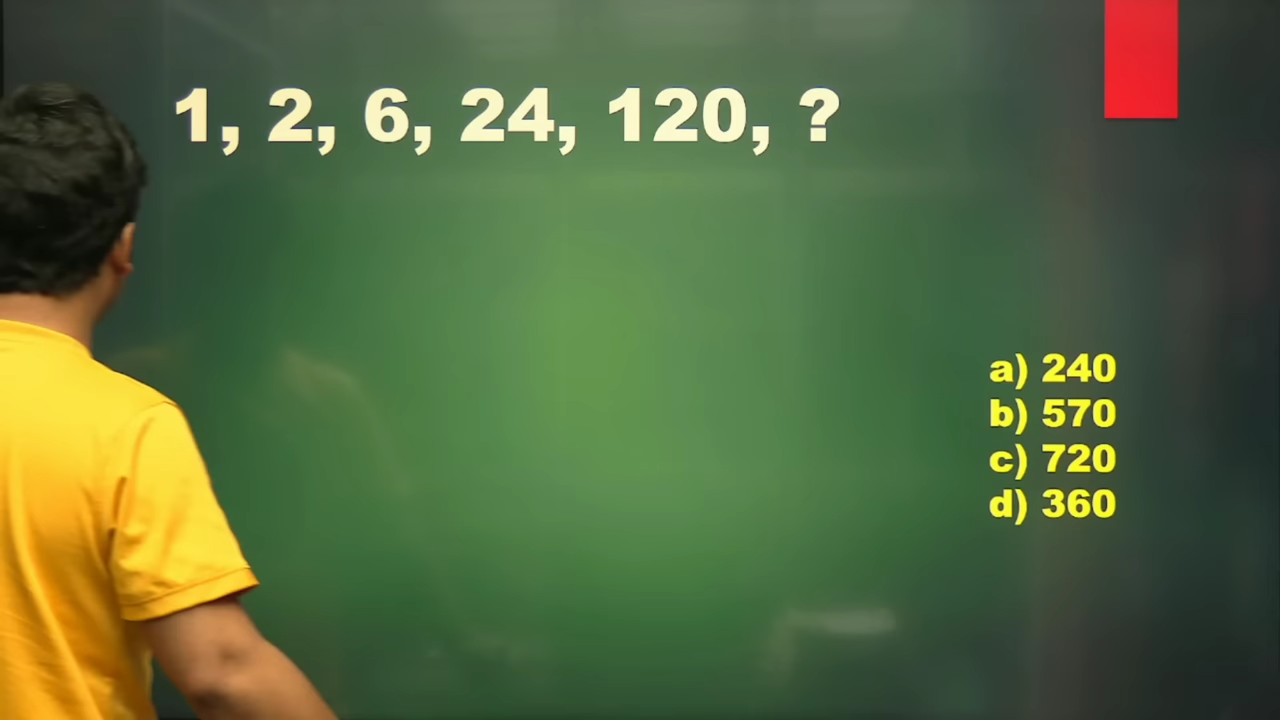 1, 2, 6, 24, 120, ?
a) 240
b) 570
c) 720
d) 360